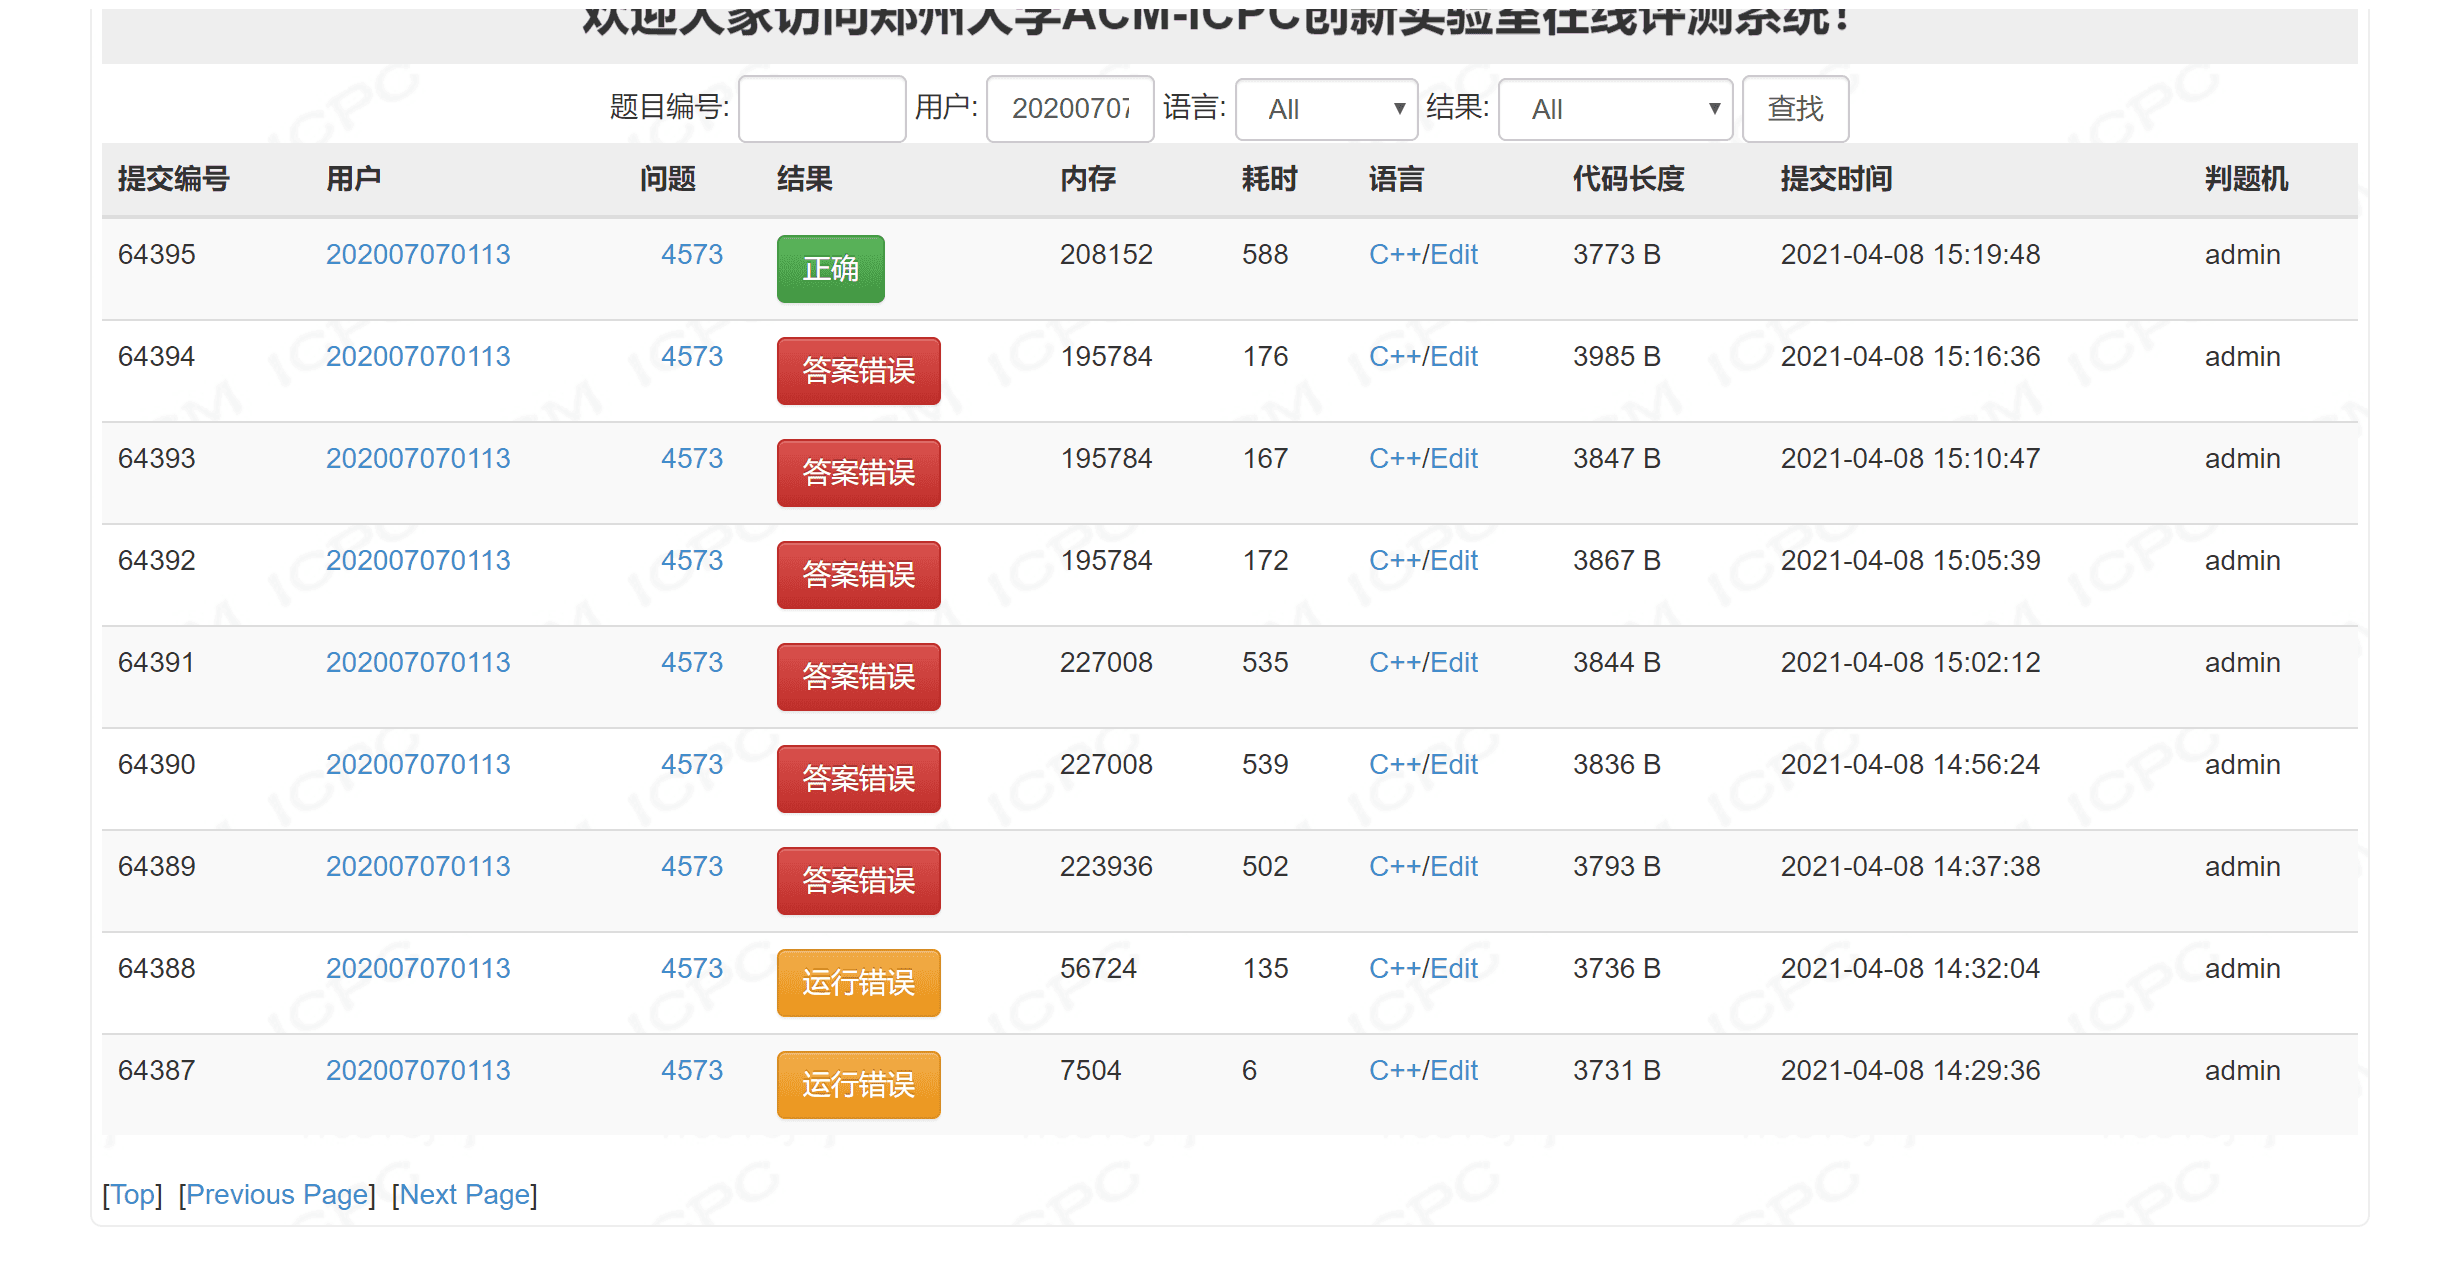 欢迎大家访问郑州大学ACM-ICPC创新实验室在线评测系统!
题目编号: 用户: 20200707 语言: All 结果: All 查找
提交编号 用户 问题 结果 内存 耗时 语言 代码长度 提交时间 判题机
64395 202007070113 4573 正确 208152 588 C++/Edit 3773 B 2021-04-08 15:19:48 admin
64394 202007070113 4573 答案错误 195784 176 C++/Edit 3985 B 2021-04-08 15:16:36 admin
64393 202007070113 4573 答案错误 195784 167 C++/Edit 3847 B 2021-04-08 15:10:47 admin
64392 202007070113 4573 答案错误 195784 172 C++/Edit 3867 B 2021-04-08 15:05:39 admin
64391 202007070113 4573 答案错误 227008 535 C++/Edit 3844 B 2021-04-08 15:02:12 admin
64390 202007070113 4573 答案错误 227008 539 C++/Edit 3836 B 2021-04-08 14:56:24 admin
64389 202007070113 4573 答案错误 223936 502 C++/Edit 3793 B 2021-04-08 14:37:38 admin
64388 202007070113 4573 运行错误 56724 135 C++/Edit 3736 B 2021-04-08 14:32:04 admin
64387 202007070113 4573 运行错误 7504 6 C++/Edit 3731 B 2021-04-08 14:29:36 admin
[Top] [Previous Page] [Next Page]